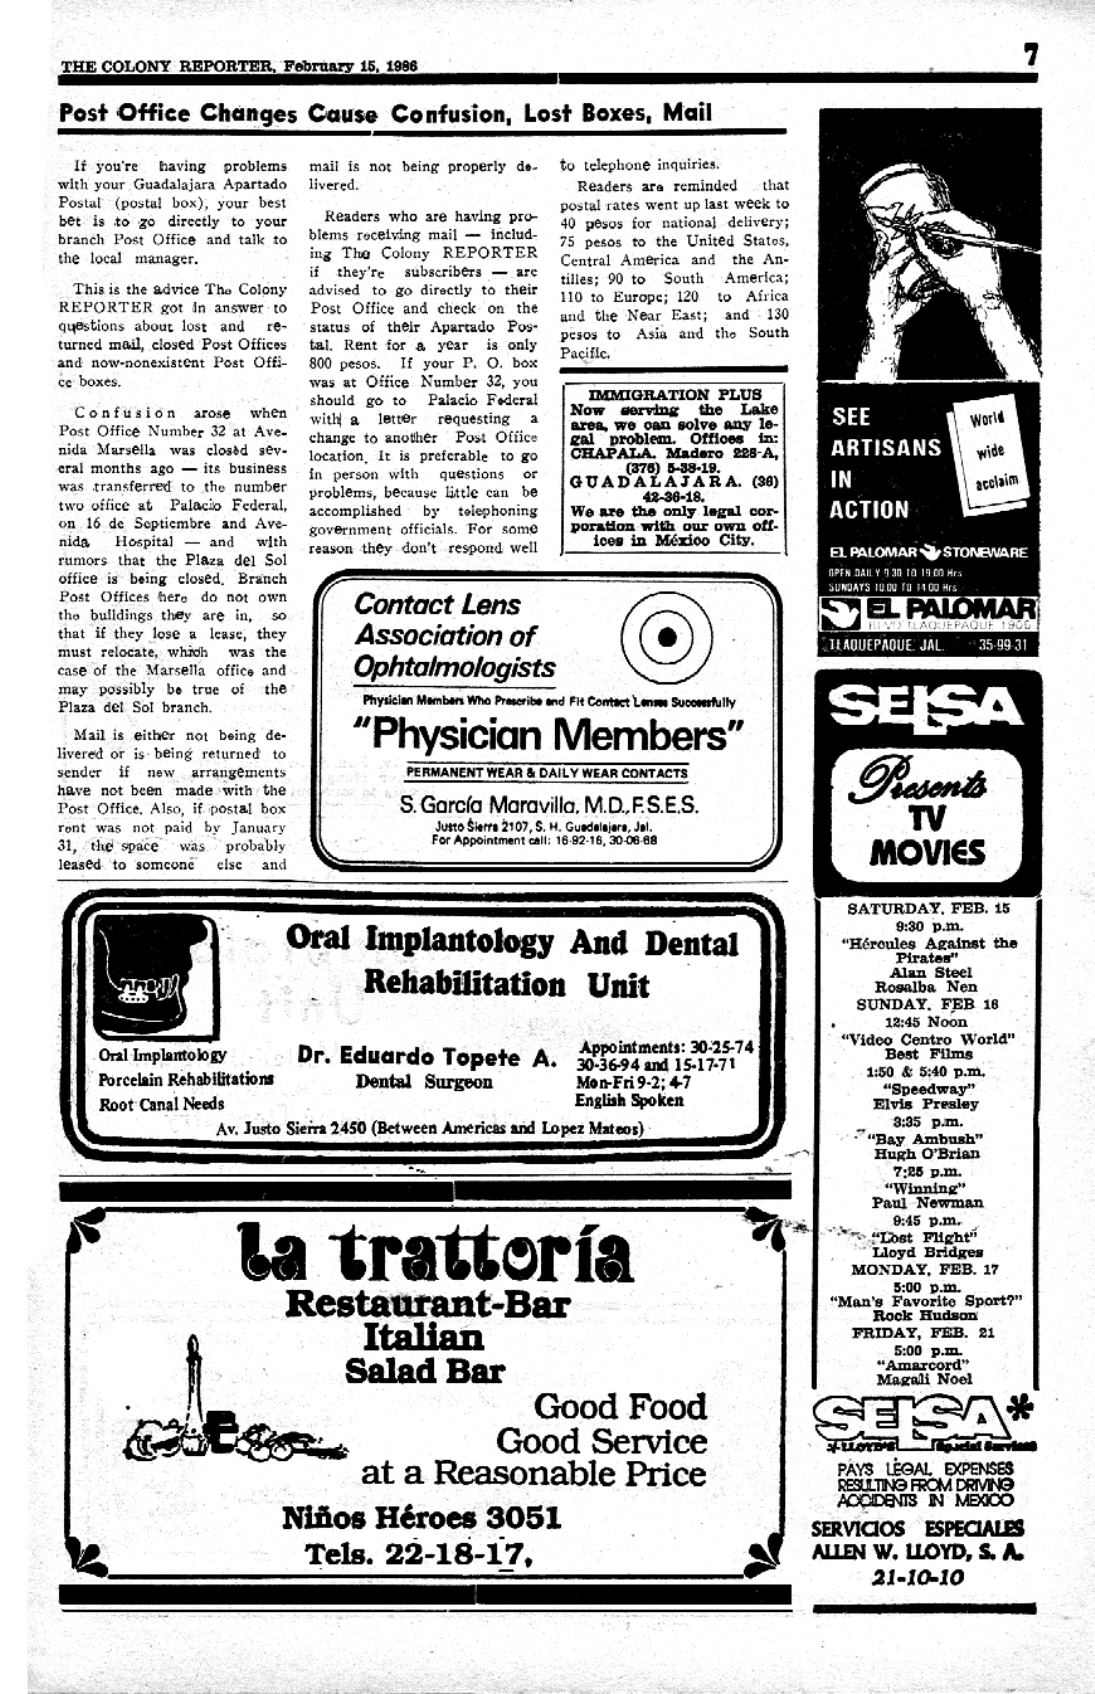 THE COLONY REPORTER, February 15, 1986
7
Post Office Changes Cause Confusion, Lost Boxes, Mail
If you're having problems
with your Guadalajara Apartado
Postal (postal box), your best
bet is to go directly to your
branch Post Office and talk to
the local manager.
This is the advice The Colony
REPORTER got in answer to
questions about lost and re-
turned mail, closed Post Offices
and now-nonexistent Post Offi-
ce boxes.
Confusion arose when
Post Office Number 32 at Ave-
nida Marsella was closed sev-
eral months ago — its business
was transferred to the number
two office at Palacio Federal,
on 16 de Septiembre and Ave-
nida Hospital — and with
rumors that the Plaza del Sol
office is being closed. Branch
Post Offices here do not own
the buildings they are in, so
that if they lose a lease, they
must relocate, which was the
case of the Marsella office and
may possibly be true of the
Plaza del Sol branch.
Mail is either not being de-
livered or is being returned to
sender if new arrangements
have not been made with the
Post Office. Also, if postal box
rent was not paid by January
31, the space was probably
leased to someone else and
mail is not being properly de-
livered.
Readers who are having pro-
blems receiving mail — includ-
ing The Colony REPORTER
if they're subscribers — are
advised to go directly to their
Post Office and check on the
status of their Apartado Pos-
tal. Rent for a year is only
800 pesos. If your P. O. box
was at Office Number 32, you
should go to Palacio Federal
with a letter requesting a
change to another Post Office
location. It is preferable to go
in person with questions or
problems, because little can be
accomplished by telephoning
government officials. For some
reason they don't respond well
to telephone inquiries.
Readers are reminded that
postal rates went up last week to
40 pesos for national delivery;
75 pesos to the United States,
Central America and the An-
tilles; 90 to South America;
110 to Europe; 120 to Africa
and the Near East; and 130
pesos to Asia and the South
Pacific.
IMMIGRATION PLUS
Now serving the Lake
area, we can solve any le-
gal problem. Offices in:
CHAPALA. Madero 228-A,
(376) 5-38-19.
GUADALAJARA. (36)
42-36-18.
We are the only legal cor-
poration with our own off-
ices in México City.
Contact Lens
Association of
Ophtalmologists
Physician Members Who Prescribe and Fit Contact Lenses Successfully
"Physician Members"
PERMANENT WEAR & DAILY WEAR CONTACTS
S. García Maravilla, M.D., F.S.E.S.
Justo Sierra 2107, S. H. Guadalajara, Jal.
For Appointment call: 16-92-16, 30-06-68
Oral Implantology And Dental
Rehabilitation Unit
Oral Implantology
Porcelain Rehabilitations
Root Canal Needs
Dr. Eduardo Topete A.
Dental Surgeon
Appointments: 30-25-74
30-36-94 and 15-17-71
Mon-Fri 9-2; 4-7
English Spoken
Av. Justo Sierra 2450 (Between Americas and Lopez Mateos)
la trattoría
Restaurant-Bar
Italian
Salad Bar
Good Food
Good Service
at a Reasonable Price
Niños Héroes 3051
Tels. 22-18-17,
SEE
ARTISANS
IN
ACTION
World
wide
acclaim
EL PALOMAR STONEWARE
OPEN DAILY 9:30 TO 19:00 Hrs
SUNDAYS 10:00 TO 14:00 Hrs
EL PALOMAR
BLVD TLAQUEPAQUE 1905
TLAQUEPAQUE JAL. 35-99-31
SEISA
Presents
TV
MOVIES
SATURDAY, FEB. 15
9:30 p.m.
"Hércules Against the
Pirates"
Alan Steel
Rosalba Nen
SUNDAY, FEB 16
12:45 Noon
"Video Centro World"
Best Films
1:50 & 5:40 p.m.
"Speedway"
Elvis Presley
3:35 p.m.
"Bay Ambush"
Hugh O'Brian
7:25 p.m.
"Winning"
Paul Newman
9:45 p.m.
"Lost Flight"
Lloyd Bridges
MONDAY, FEB. 17
5:00 p.m.
"Man's Favorite Sport?"
Rock Hudson
FRIDAY, FEB. 21
5:00 p.m.
"Amarcord"
Magali Noel
SEISA*
*LLOYD'S Special Services
PAYS LEGAL EXPENSES
RESULTING FROM DRIVING
ACCIDENTS IN MEXICO
SERVICIOS ESPECIALES
ALLEN W. LLOYD, S. A.
21-10-10